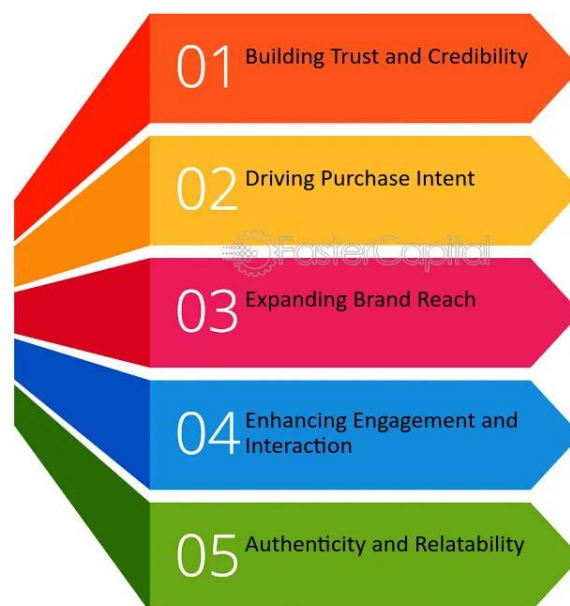 01 Building Trust and Credibility
02 Driving Purchase Intent
FasterCapital
03 Expanding Brand Reach
04 Enhancing Engagement and
Interaction
05 Authenticity and Relatability